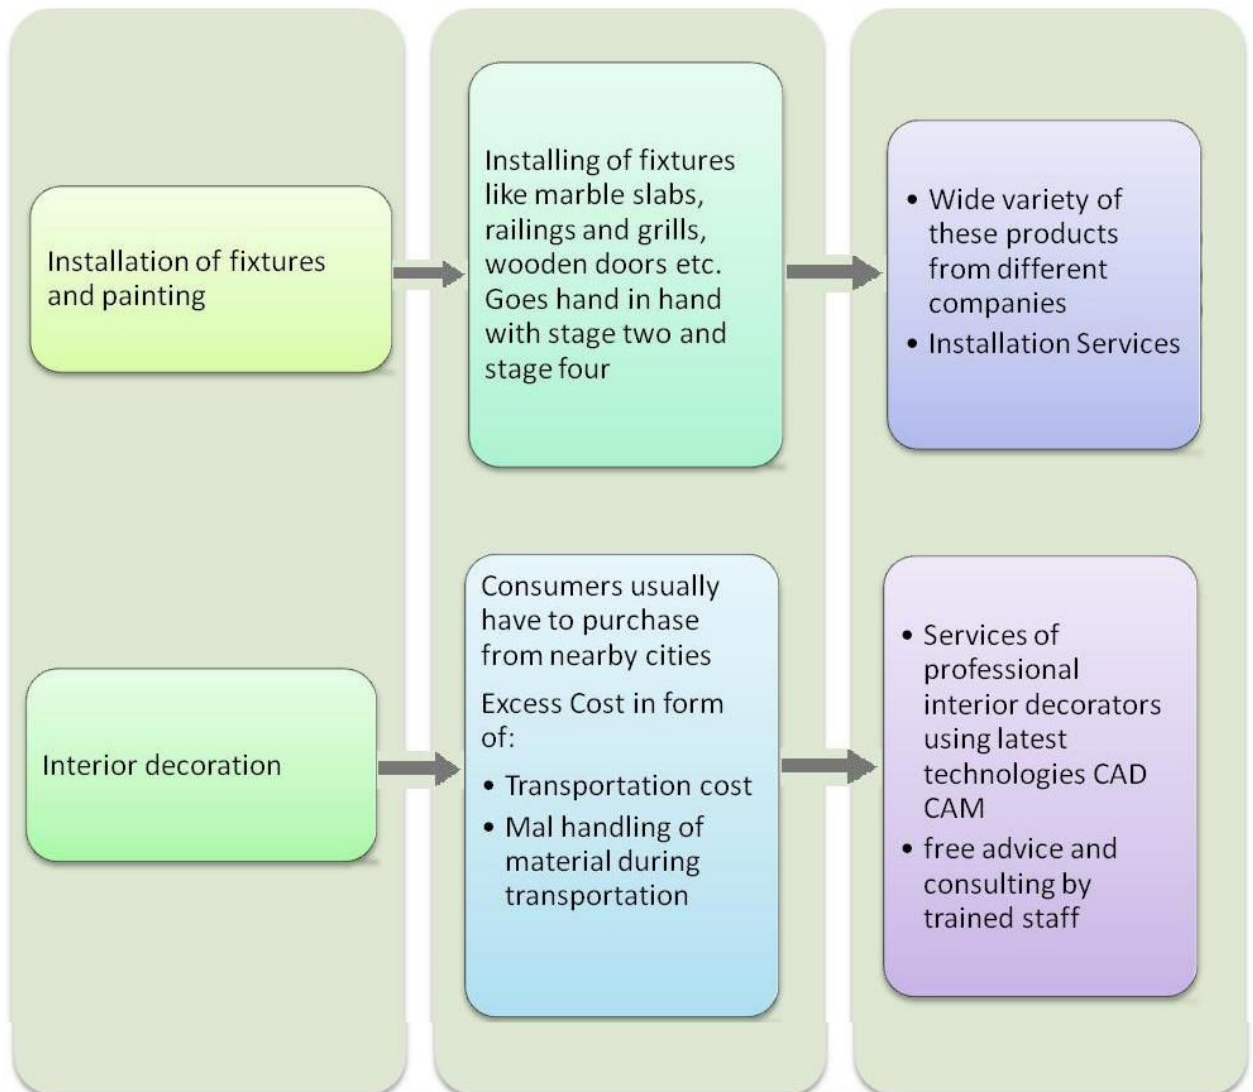 Installation of fixtures
and painting
Installing of fixtures
like marble slabs,
railings and grills,
wooden doors etc.
Goes hand in hand
with stage two and
stage four
• Wide variety of
these products
from different
companies
• Installation Services
Interior decoration
Consumers usually
have to purchase
from nearby cities
Excess Cost in form
of:
• Transportation cost
• Mal handling of
material during
transportation
• Services of
professional
interior decorators
using latest
technologies CAD
CAM
• free advice and
consulting by
trained staff